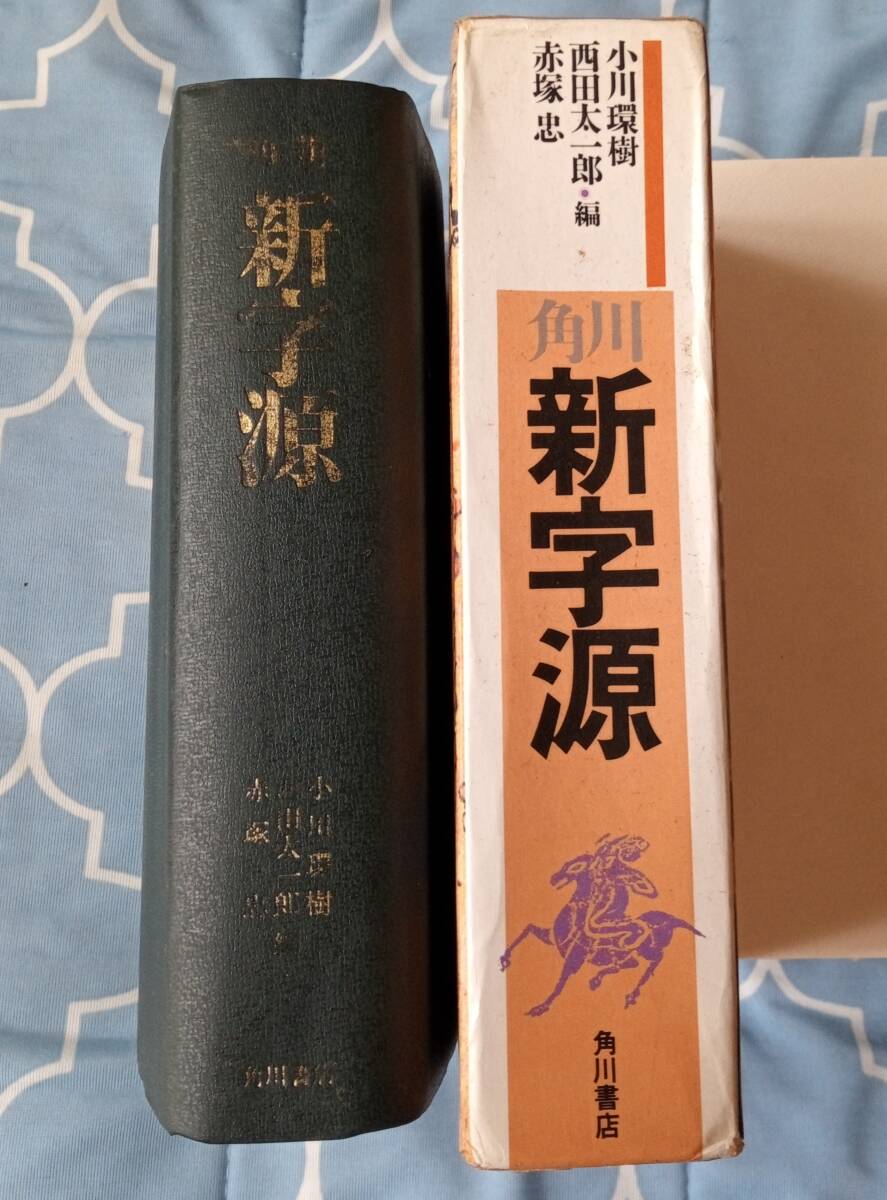 新字源
小川環樹
西田太一郎
赤塚忠
角川書店
小川環樹
西田太一郎・編
赤塚忠
角川
新字源
角川書店